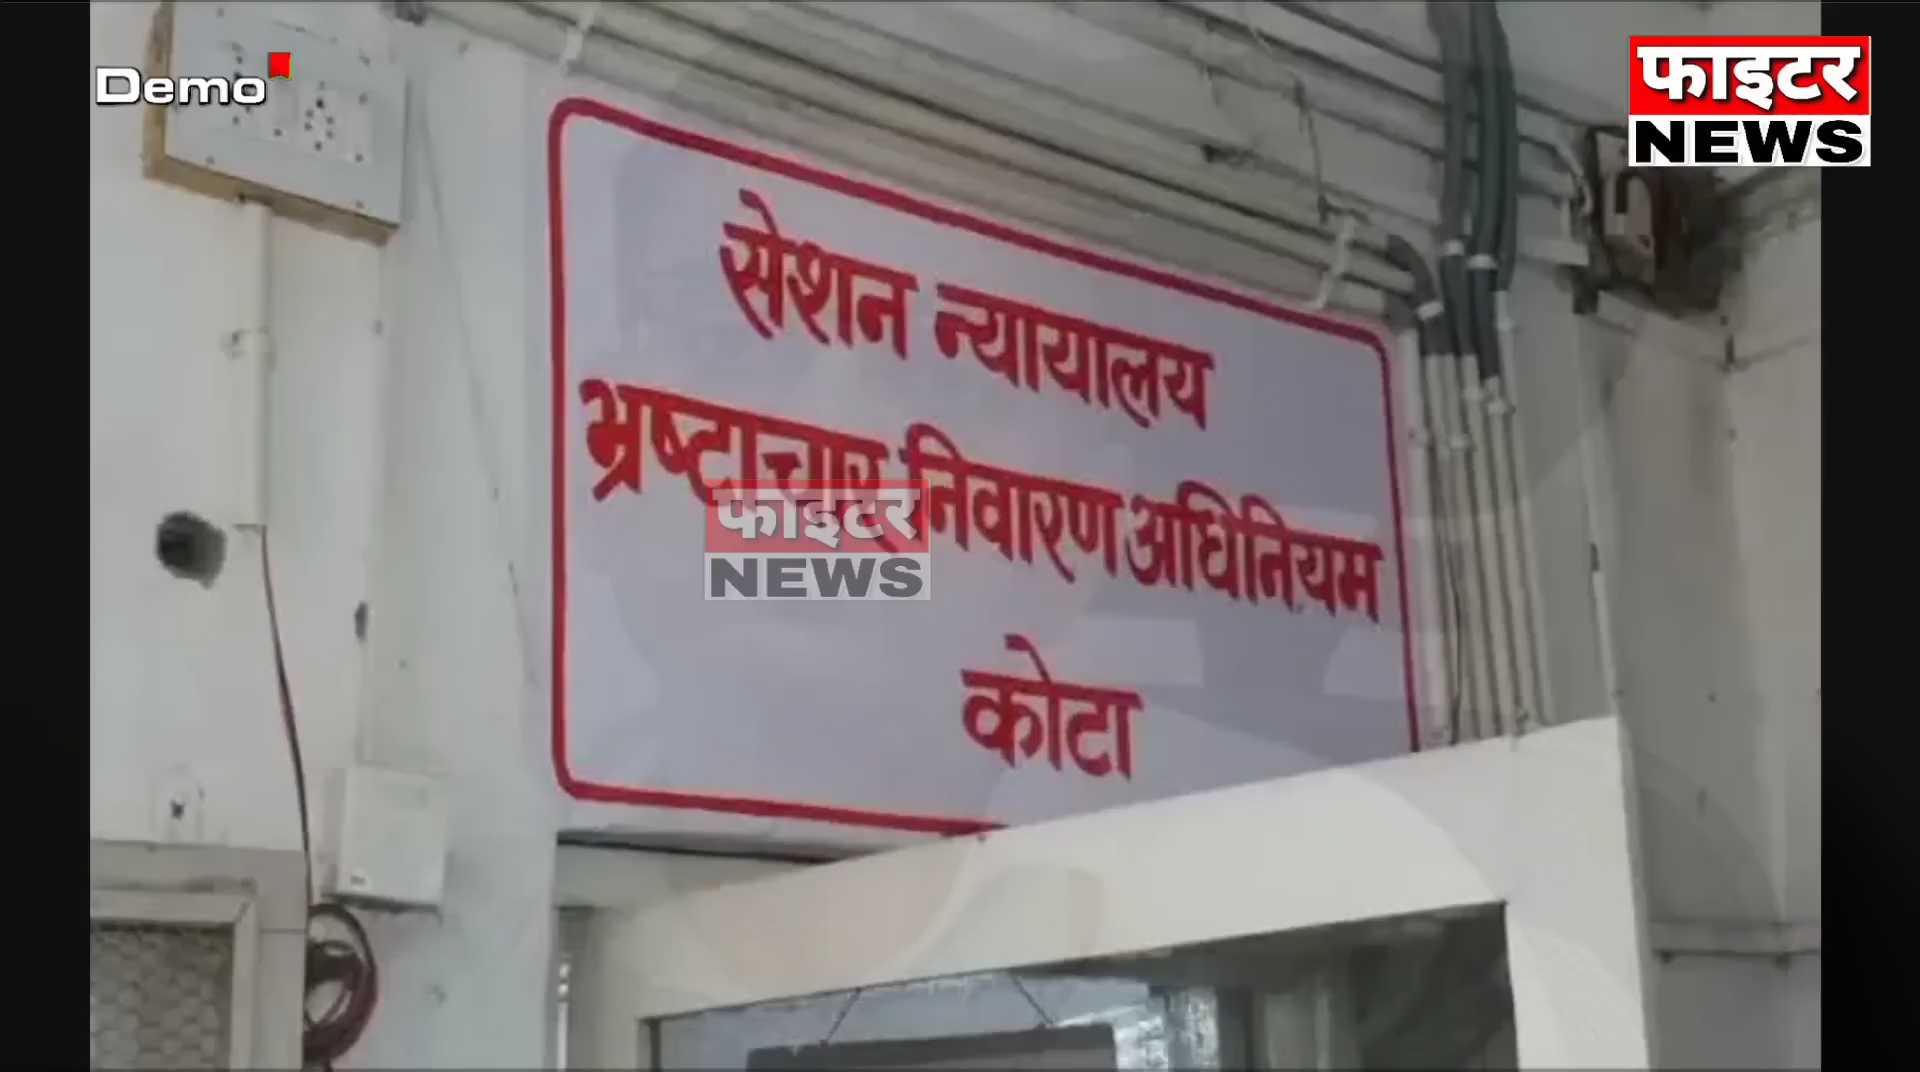 Demo
फाइटर
NEWS
सेशन न्यायालय
भ्रष्टाचार निवारण अधिनियम
फाइटर
NEWS
कोटा